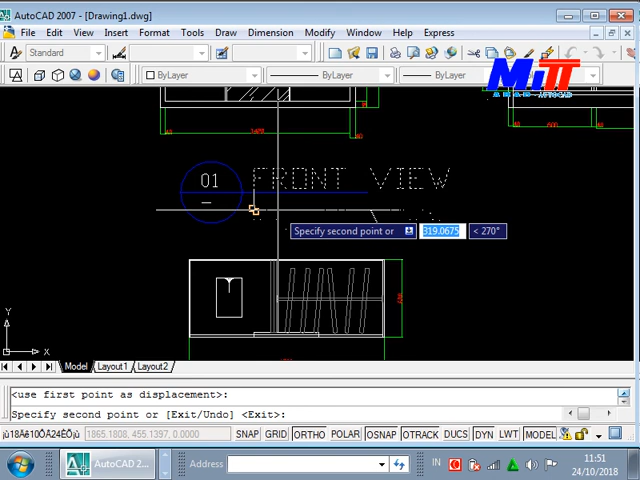 AutoCAD 2007 - [Drawing1.dwg]
File Edit View Insert Format Tools Draw Dimension Modify Window Help Express
Standard
ByLayer ByLayer ByLayer
AutoCAD
01 FRONT VIEW
Specify second point or 319.0675 < 270°
Y
X
Model Layout1 Layout2
<use first point as displacement>:
Specify second point or [Exit/Undo] <Exit>:
1865.1808, 455.1397, 0.0000 SNAP GRID ORTHO POLAR OSNAP OTRACK DUCS DYN LWT MODEL
AutoCAD 2... Address IN 11:51
24/10/2018